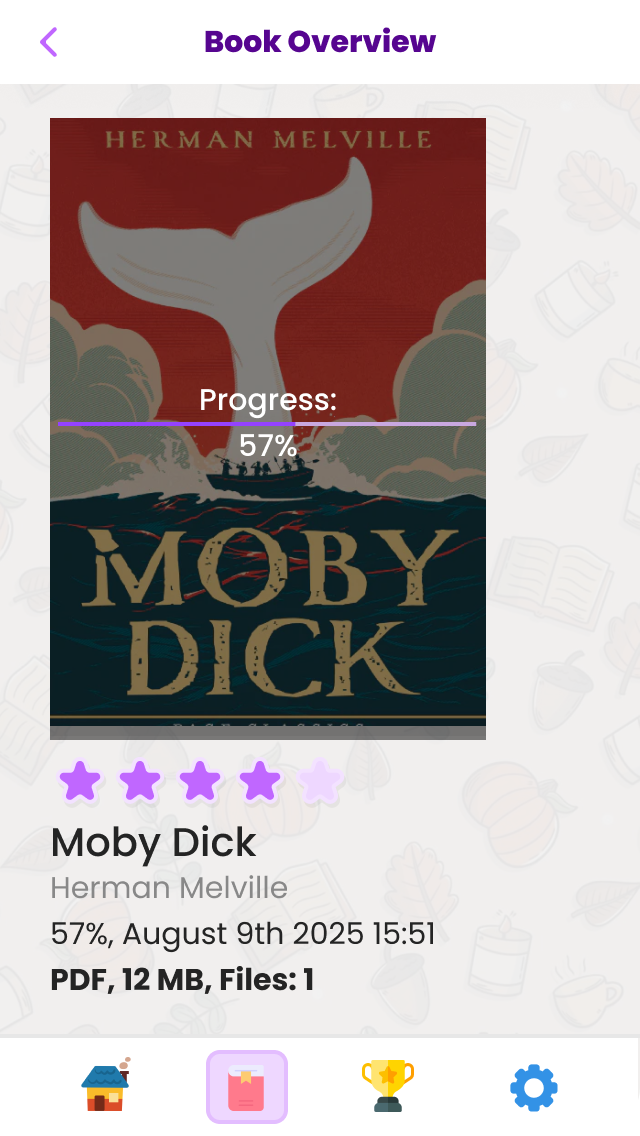 Book Overview
HERMAN MELVILLE
Progress:
57%
MOBY
DICK
Moby Dick
Herman Melville
57%, August 9th 2025 15:51
PDF, 12 MB, Files: 1